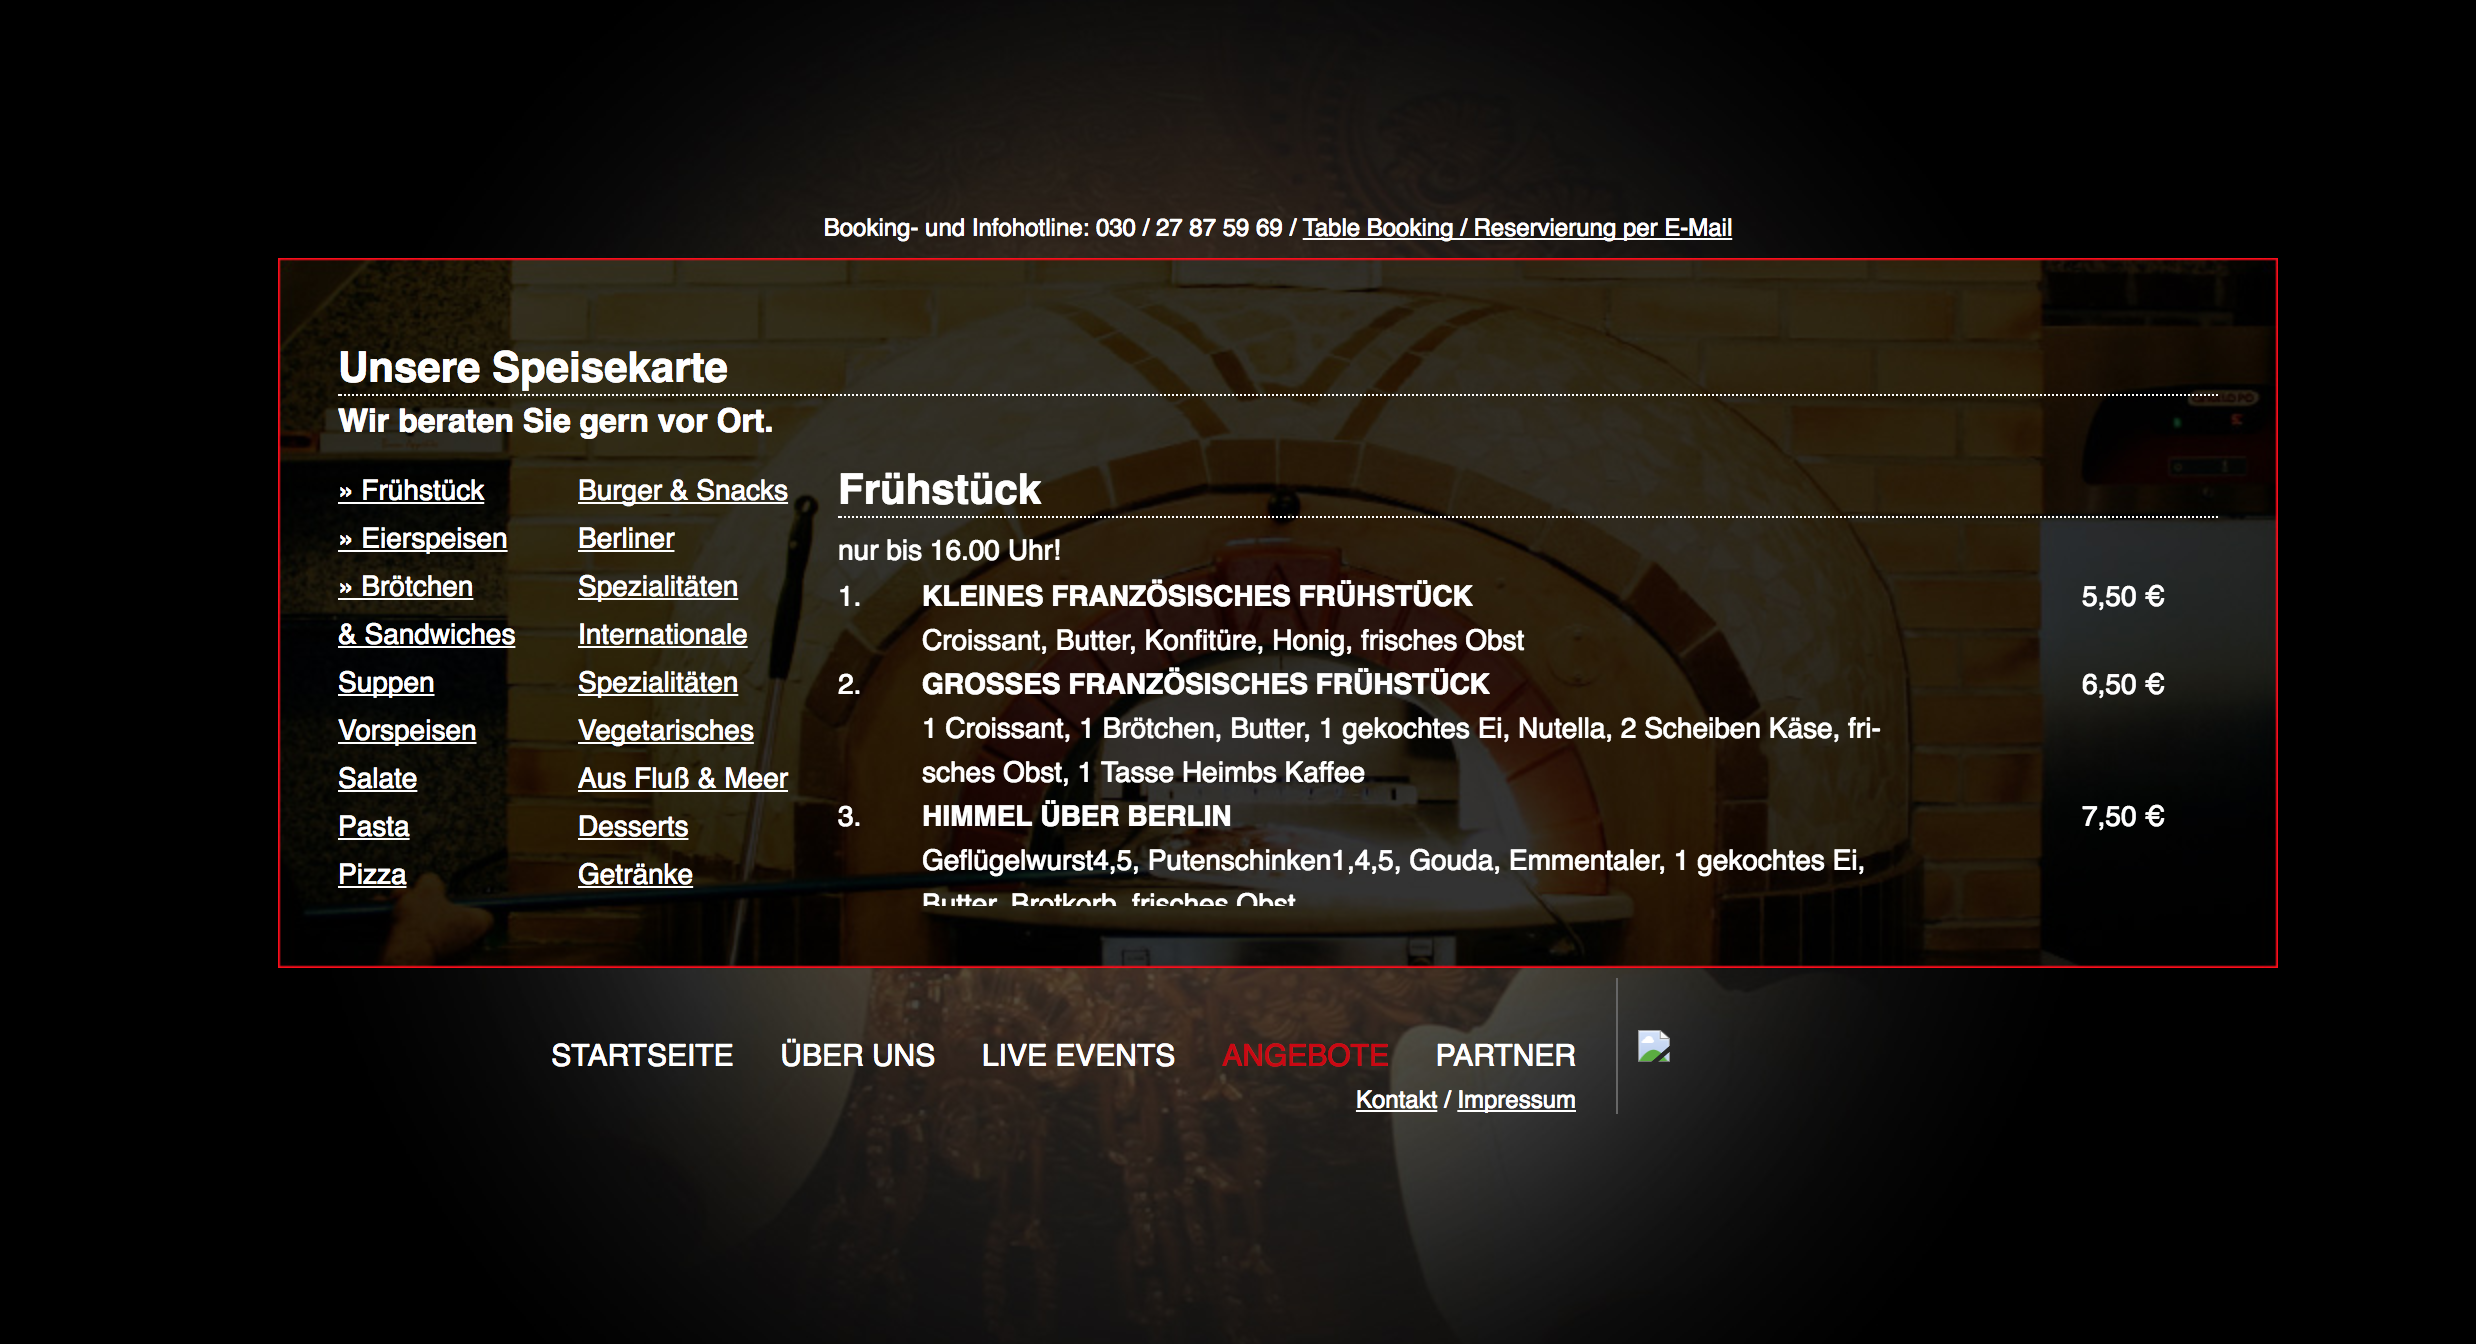 Booking- und Infohotline: 030 / 27 87 59 69 / Table Booking / Reservierung per E-Mail
Unsere Speisekarte
Wir beraten Sie gern vor Ort.
» Frühstück
» Eierspeisen
» Brötchen
& Sandwiches
Suppen
Vorspeisen
Salate
Pasta
Pizza
Burger & Snacks
Berliner
Spezialitäten
Internationale
Spezialitäten
Vegetarisches
Aus Fluß & Meer
Desserts
Getränke
Frühstück
nur bis 16.00 Uhr!
1. KLEINES FRANZÖSISCHES FRÜHSTÜCK 5,50 €
Croissant, Butter, Konfitüre, Honig, frisches Obst
2. GROSSES FRANZÖSISCHES FRÜHSTÜCK 6,50 €
1 Croissant, 1 Brötchen, Butter, 1 gekochtes Ei, Nutella, 2 Scheiben Käse, fri-
sches Obst, 1 Tasse Heimbs Kaffee
3. HIMMEL ÜBER BERLIN 7,50 €
Geflügelwurst4,5, Putenschinken1,4,5, Gouda, Emmentaler, 1 gekochtes Ei,
Butter, Brotkorb, frisches Obst
STARTSEITE ÜBER UNS LIVE EVENTS ANGEBOTE PARTNER
Kontakt / Impressum